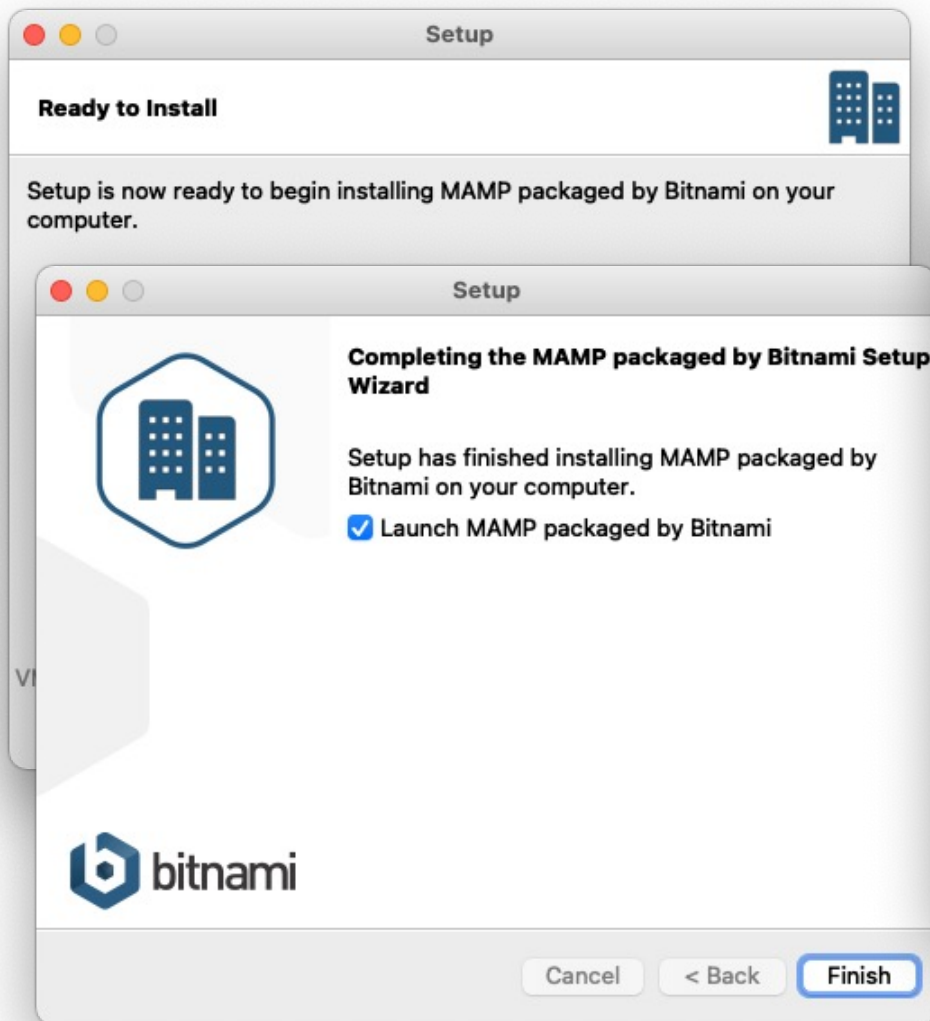 Setup
Ready to Install
Setup is now ready to begin installing MAMP packaged by Bitnami on your
computer.
Setup
Completing the MAMP packaged by Bitnami Setup
Wizard
Setup has finished installing MAMP packaged by
Bitnami on your computer.
Launch MAMP packaged by Bitnami
bitnami
Cancel
< Back
Finish